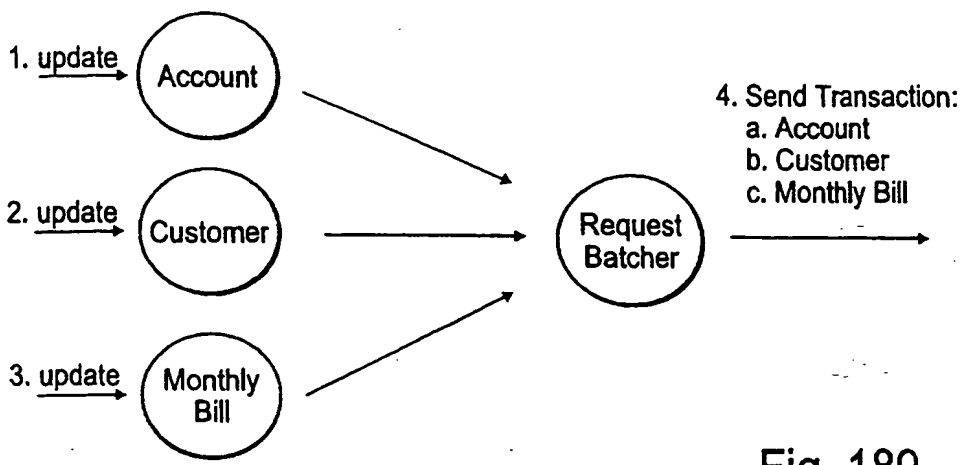 1. update
Account
4. Send Transaction:
a. Account
b. Customer
c. Monthly Bill
2. update
Customer
Request
Batcher
3. update
Monthly
Bill